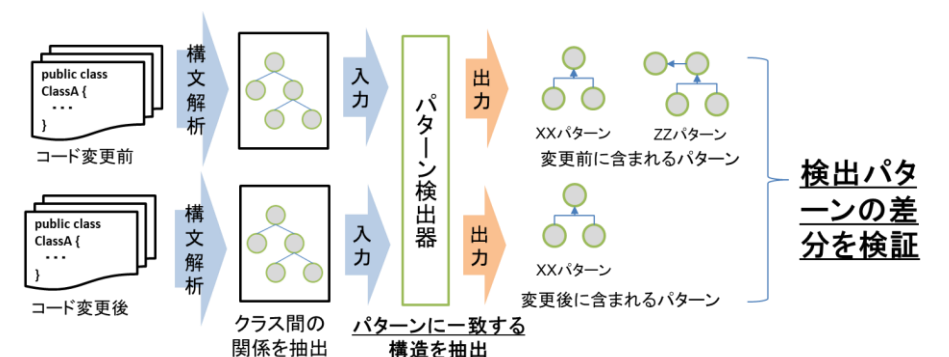 public class
ClassA {
・・・
}
コード変更前
構文解析
入力
パターン検出器
出力
XXパターン
ZZパターン
変更前に含まれるパターン
public class
ClassA {
・・・
}
コード変更後
構文解析
クラス間の
関係を抽出
入力
パターンに一致する
構造を抽出
出力
XXパターン
変更後に含まれるパターン
検出パタ
ーンの差
分を検証